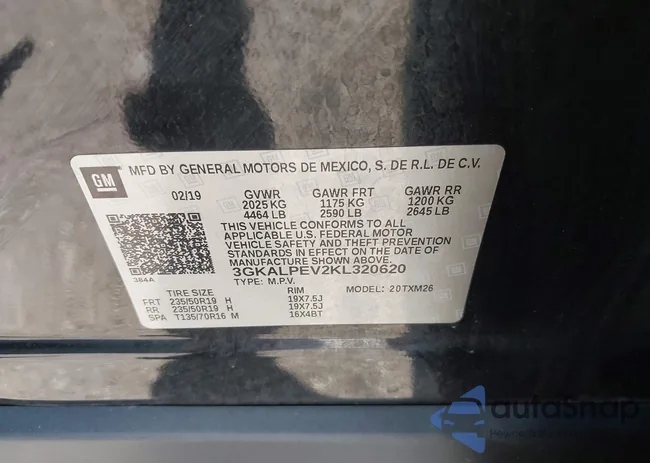 GM
MFD BY GENERAL MOTORS DE MEXICO, S. DE R.L. DE C.V.
02/19 GVWR GAWR FRT GAWR RR
2025 KG 1175 KG 1200 KG
4464 LB 2590 LB 2645 LB
THIS VEHICLE CONFORMS TO ALL
APPLICABLE U.S. FEDERAL MOTOR
VEHICLE SAFETY AND THEFT
PREVENTION STANDARDS IN
EFFECT ON THE DATE OF
MANUFACTURE SHOWN ABOVE.
384A 3GKALPEV2KL320620
TYPE: M.P.V. MODEL: 20TXM26
TIRE SIZE RIM
FRT 235/50R19 H 19X7.5J
RR 235/50R19 H 19X7.5J
SPA T135/70R16 M 16X4BT
autoSnap